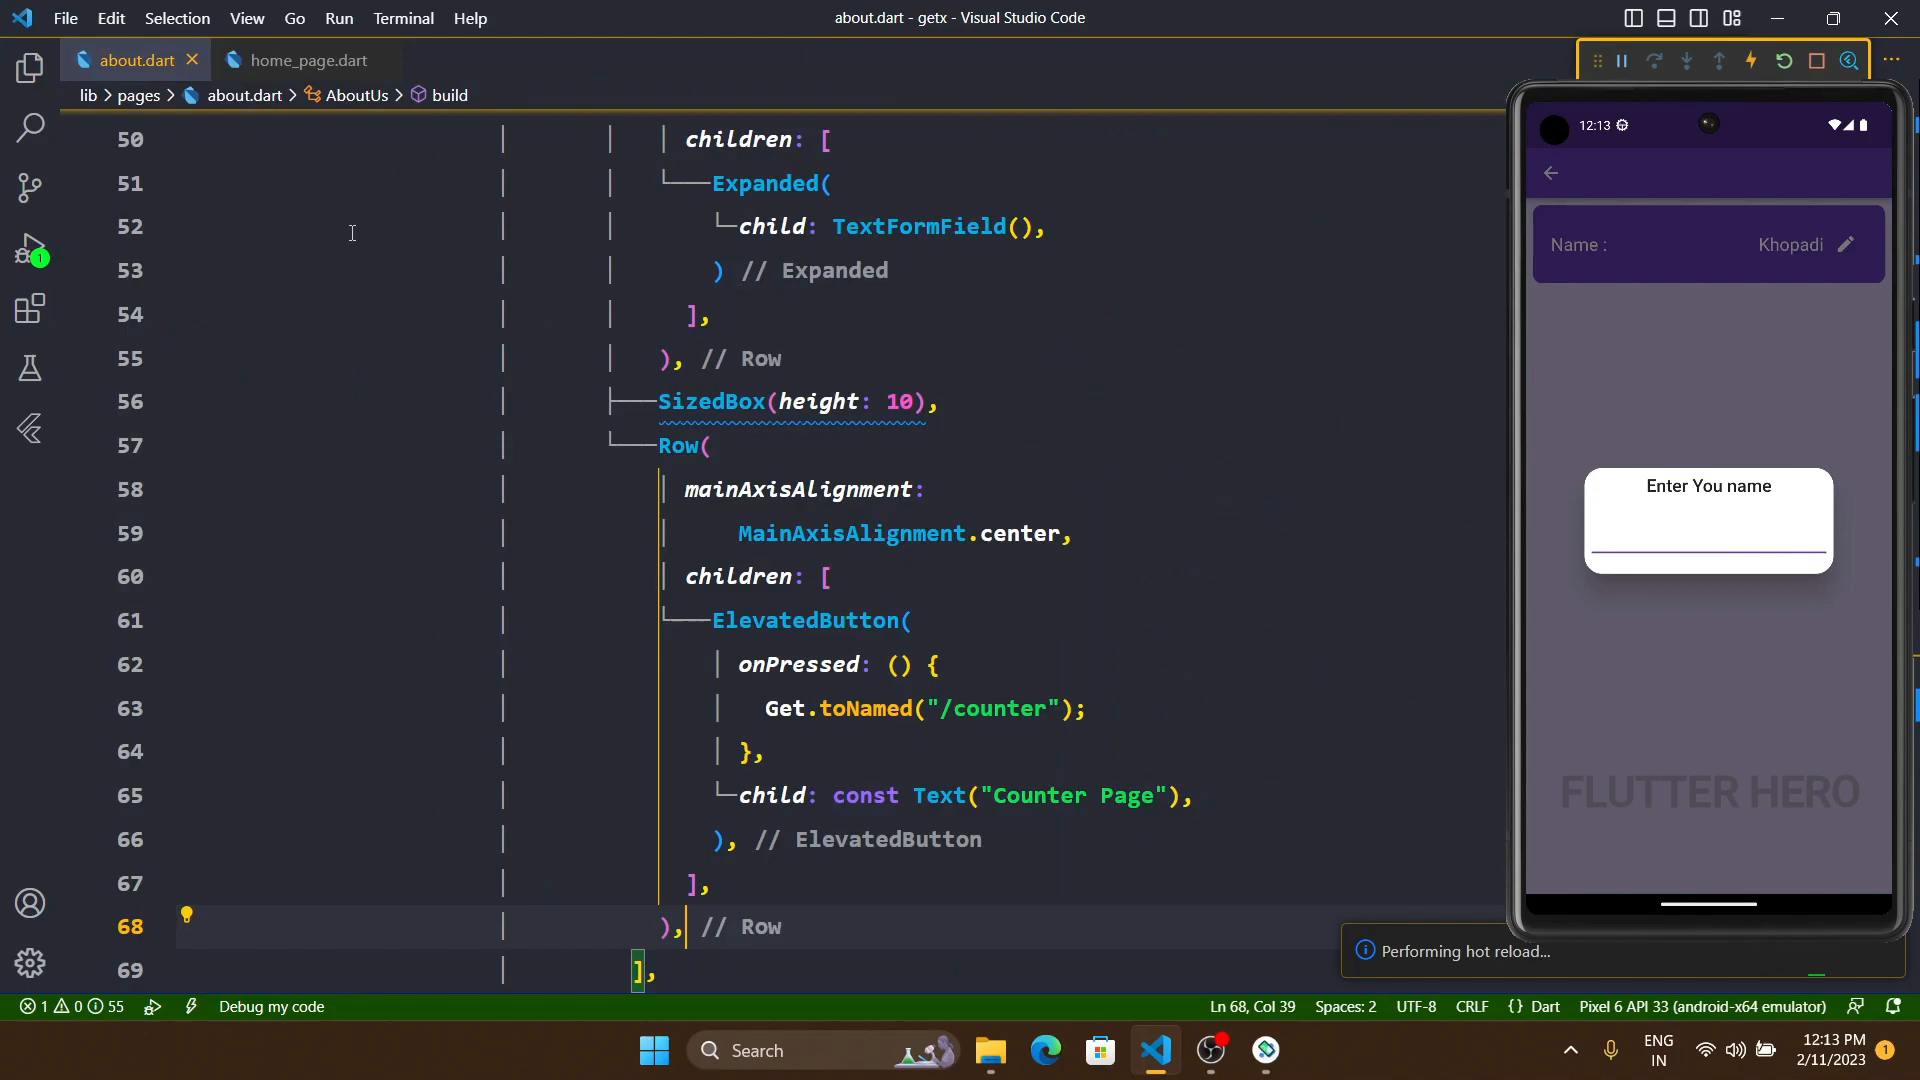 File Edit Selection View Go Run Terminal Help
about.dart - getx - Visual Studio Code
about.dart
home_page.dart
lib > pages > about.dart > AboutUs > build
50 children: [
51 Expanded(
52 child: TextFormField(),
53 ) // Expanded
54 ],
55 ), // Row
56 SizedBox(height: 10),
57 Row(
58 mainAxisAlignment:
59 MainAxisAlignment.center,
60 children: [
61 ElevatedButton(
62 onPressed: () {
63 Get.toNamed("/counter");
64 },
65 child: const Text("Counter Page"),
66 ), // ElevatedButton
67 ],
68 ), // Row
69 ],
1
12:13
Name : Khopadi
Enter You name
FLUTTER HERO
Performing hot reload...
1 0 55 Debug my code
Ln 68, Col 39 Spaces: 2 UTF-8 CRLF {} Dart Pixel 6 API 33 (android-x64 emulator)
Search
ENG
IN
12:13 PM
2/11/2023
1